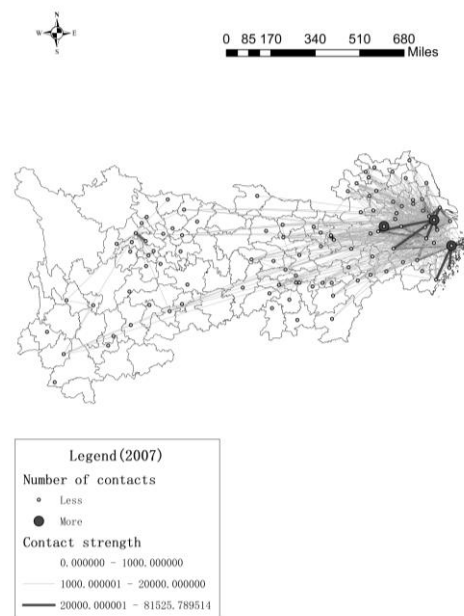 N
W E
S
0 85 170 340 510 680
Miles
Legend(2007)
Number of contacts
Less
More
Contact strength
0.000000 - 1000.000000
1000.000001 - 20000.000000
20000.000001 - 81525.789514